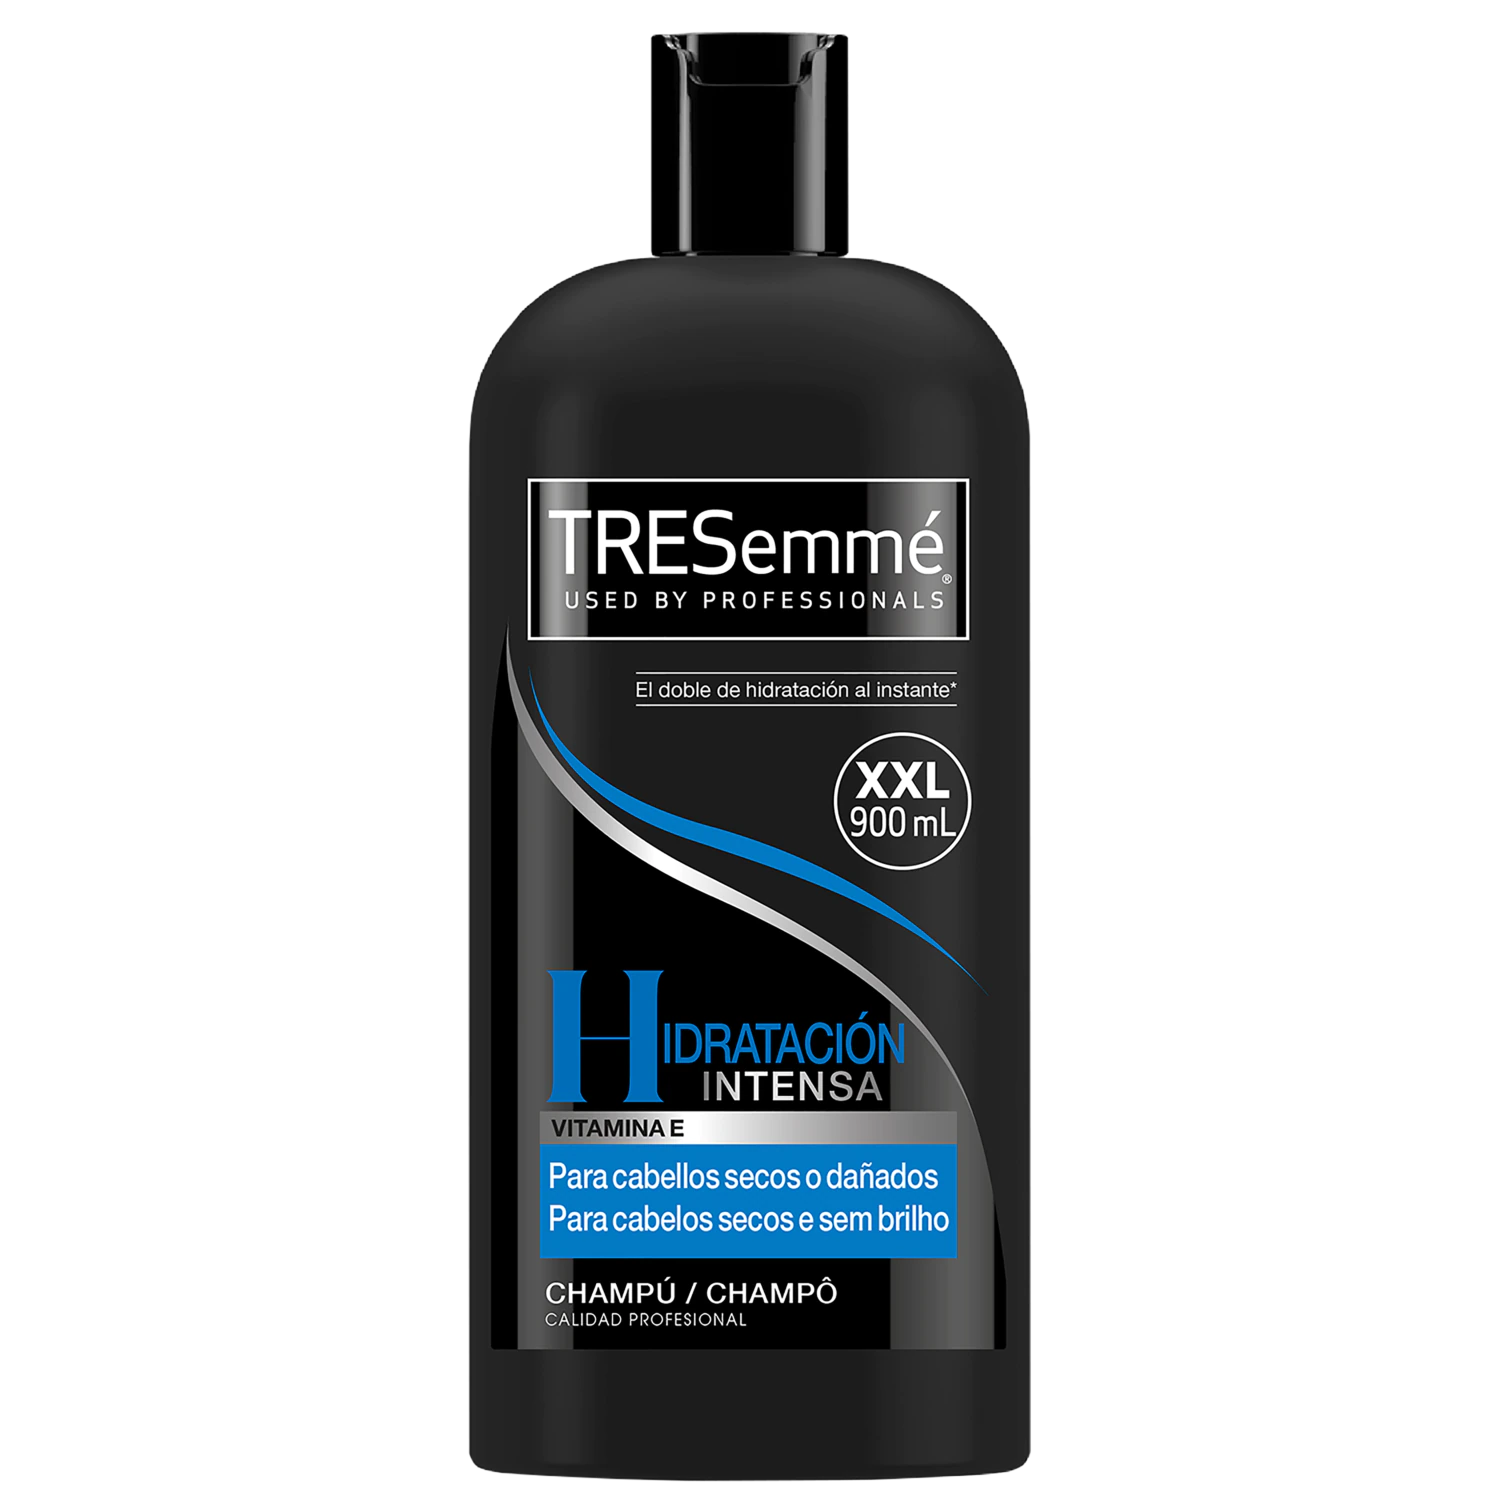 TRESemmé®
USED BY PROFESSIONALS
El doble de hidratación al instante*
XXL
900 mL
HIDRATACIÓN
INTENSA
VITAMINA E
Para cabellos secos o dañados
Para cabelos secos e sem brilho
CHAMPÚ / CHAMPÔ
CALIDAD PROFESIONAL